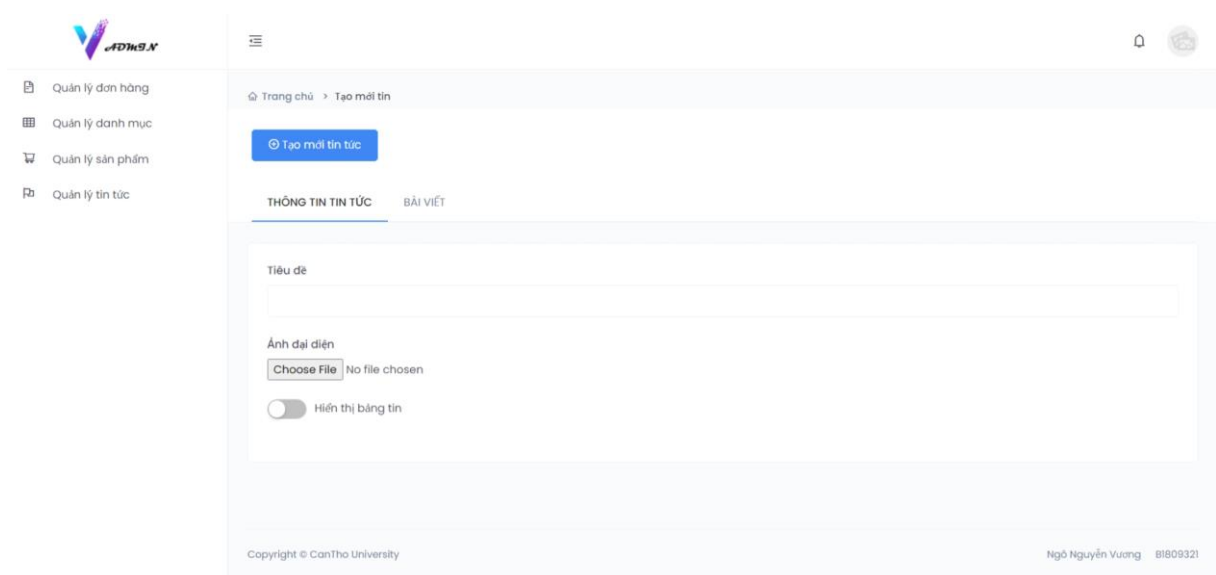 ADMIN
Quản lý đơn hàng
Quản lý danh mục
Quản lý sản phẩm
Quản lý tin tức
Trang chủ > Tạo mới tin
Tạo mới tin tức
THÔNG TIN TIN TỨC BÀI VIẾT
Tiêu đề
Ảnh đại diện
Choose File No file chosen
Hiển thị bảng tin
Copyright © CanTho University
Ngô Nguyễn Vương B1809321